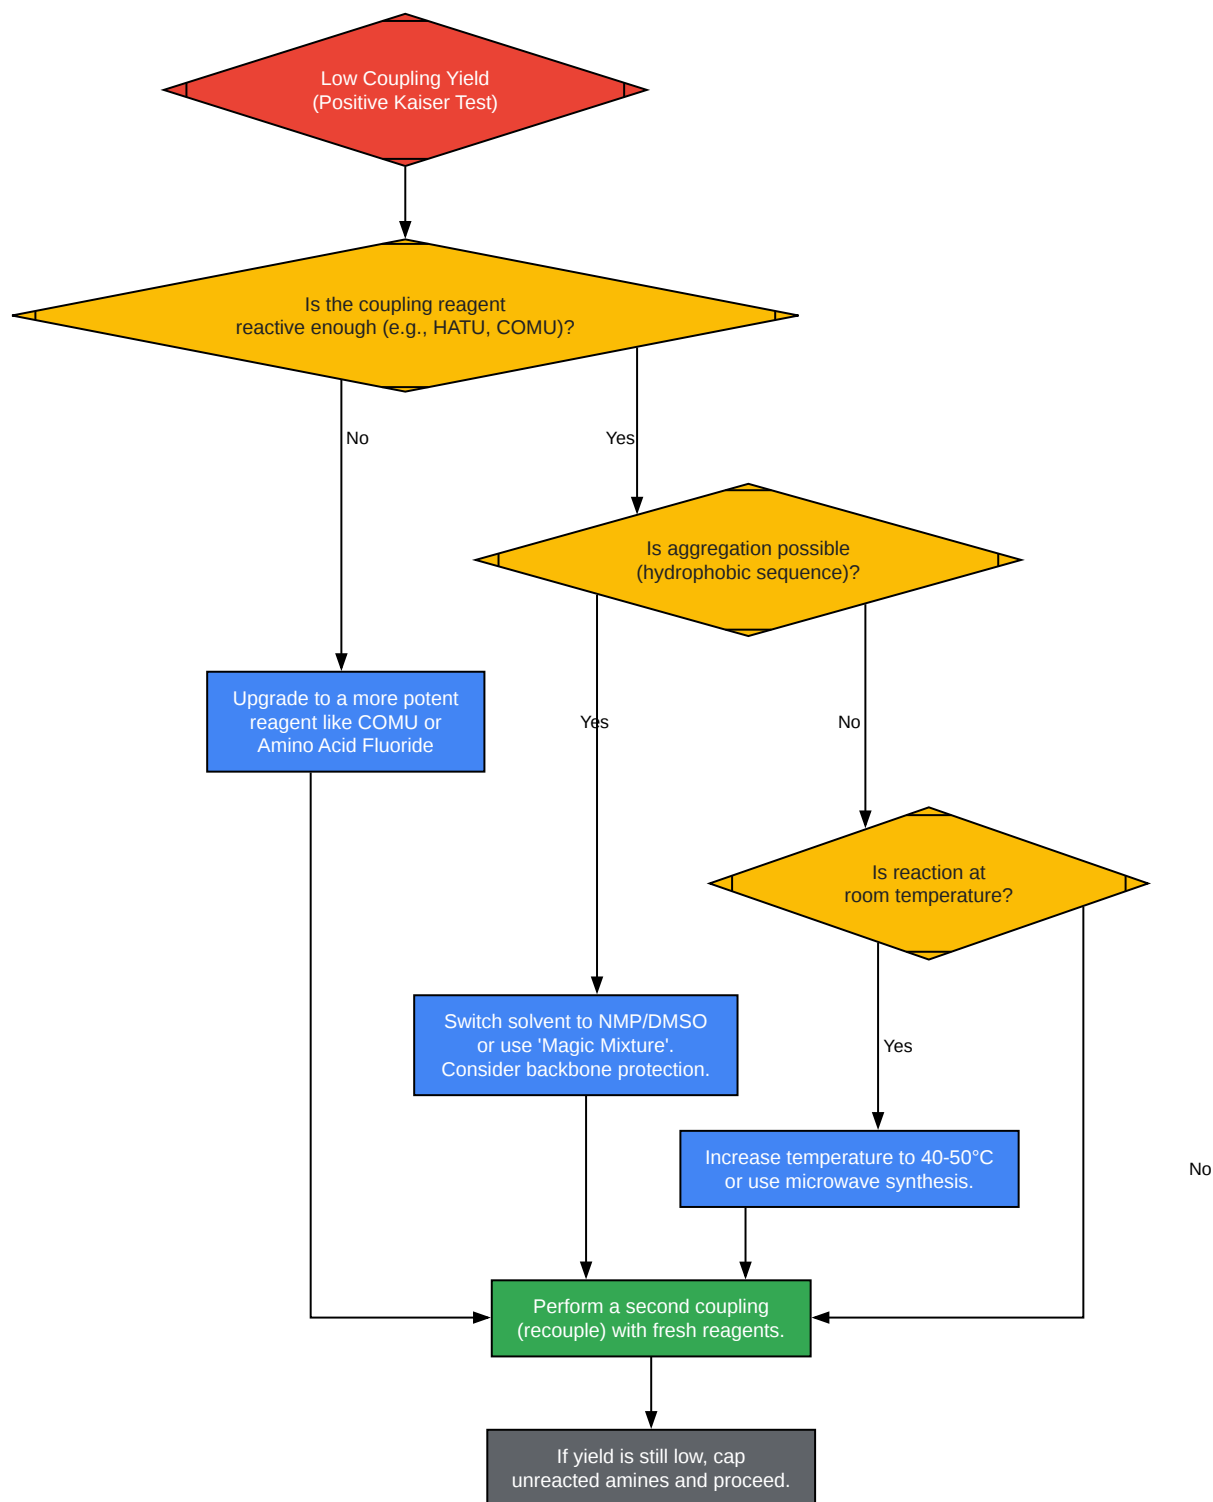 Low Coupling Yield
(Positive Kaiser Test)
Is the coupling reagent
reactive enough (e.g., HATU, COMU)?
No
Yes
Is aggregation possible
(hydrophobic sequence)?
Upgrade to a more potent
reagent like COMU or
Amino Acid Fluoride
Yes
No
Is reaction at
room temperature?
Switch solvent to NMP/DMSO
or use 'Magic Mixture'.
Consider backbone protection.
Yes
Increase temperature to 40-50°C
or use microwave synthesis.
No
Perform a second coupling
(recouple) with fresh reagents.
If yield is still low, cap
unreacted amines and proceed.